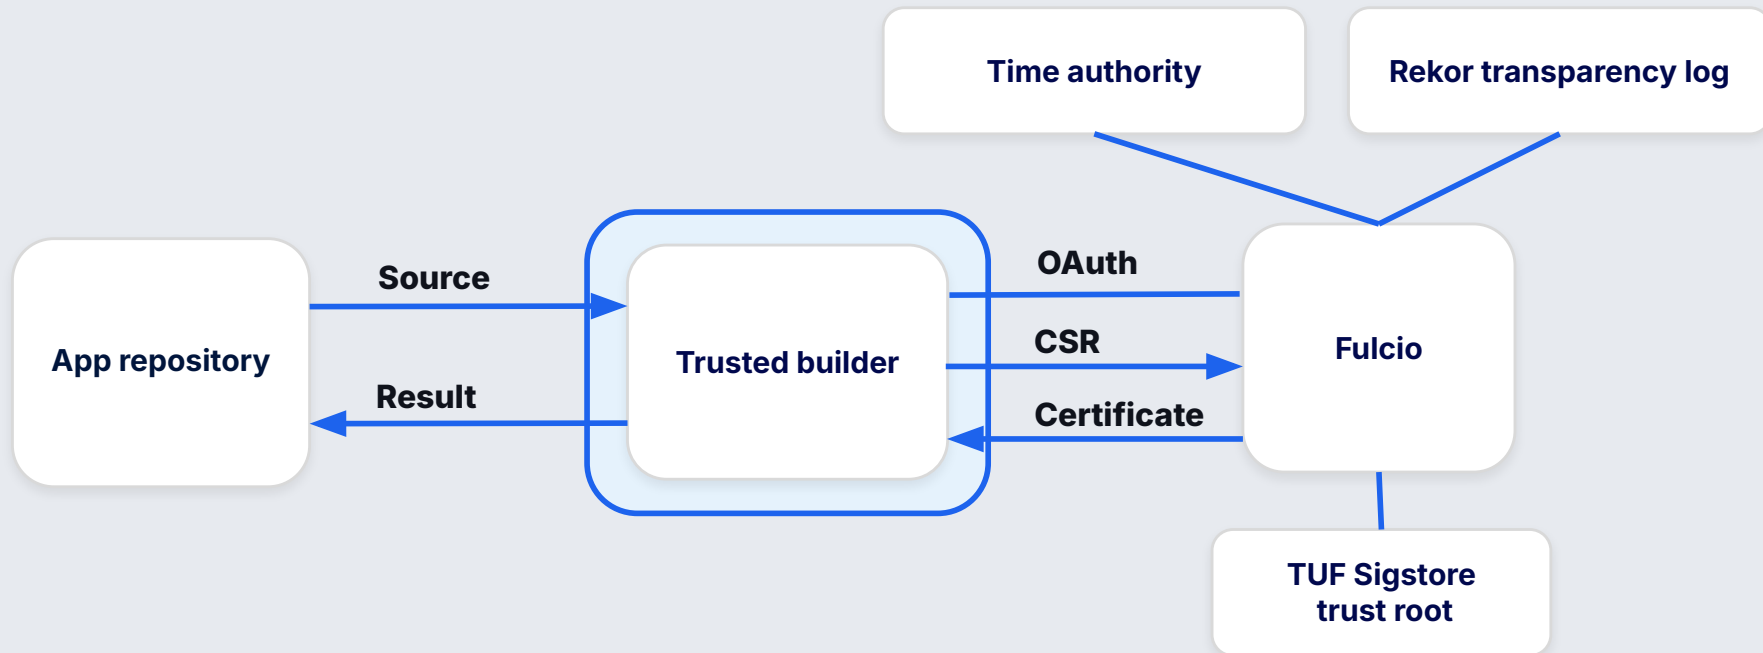 Time authority
Rekor transparency log
App repository
Source
Result
Trusted builder
OAuth
CSR
Certificate
Fulcio
TUF Sigstore
trust root